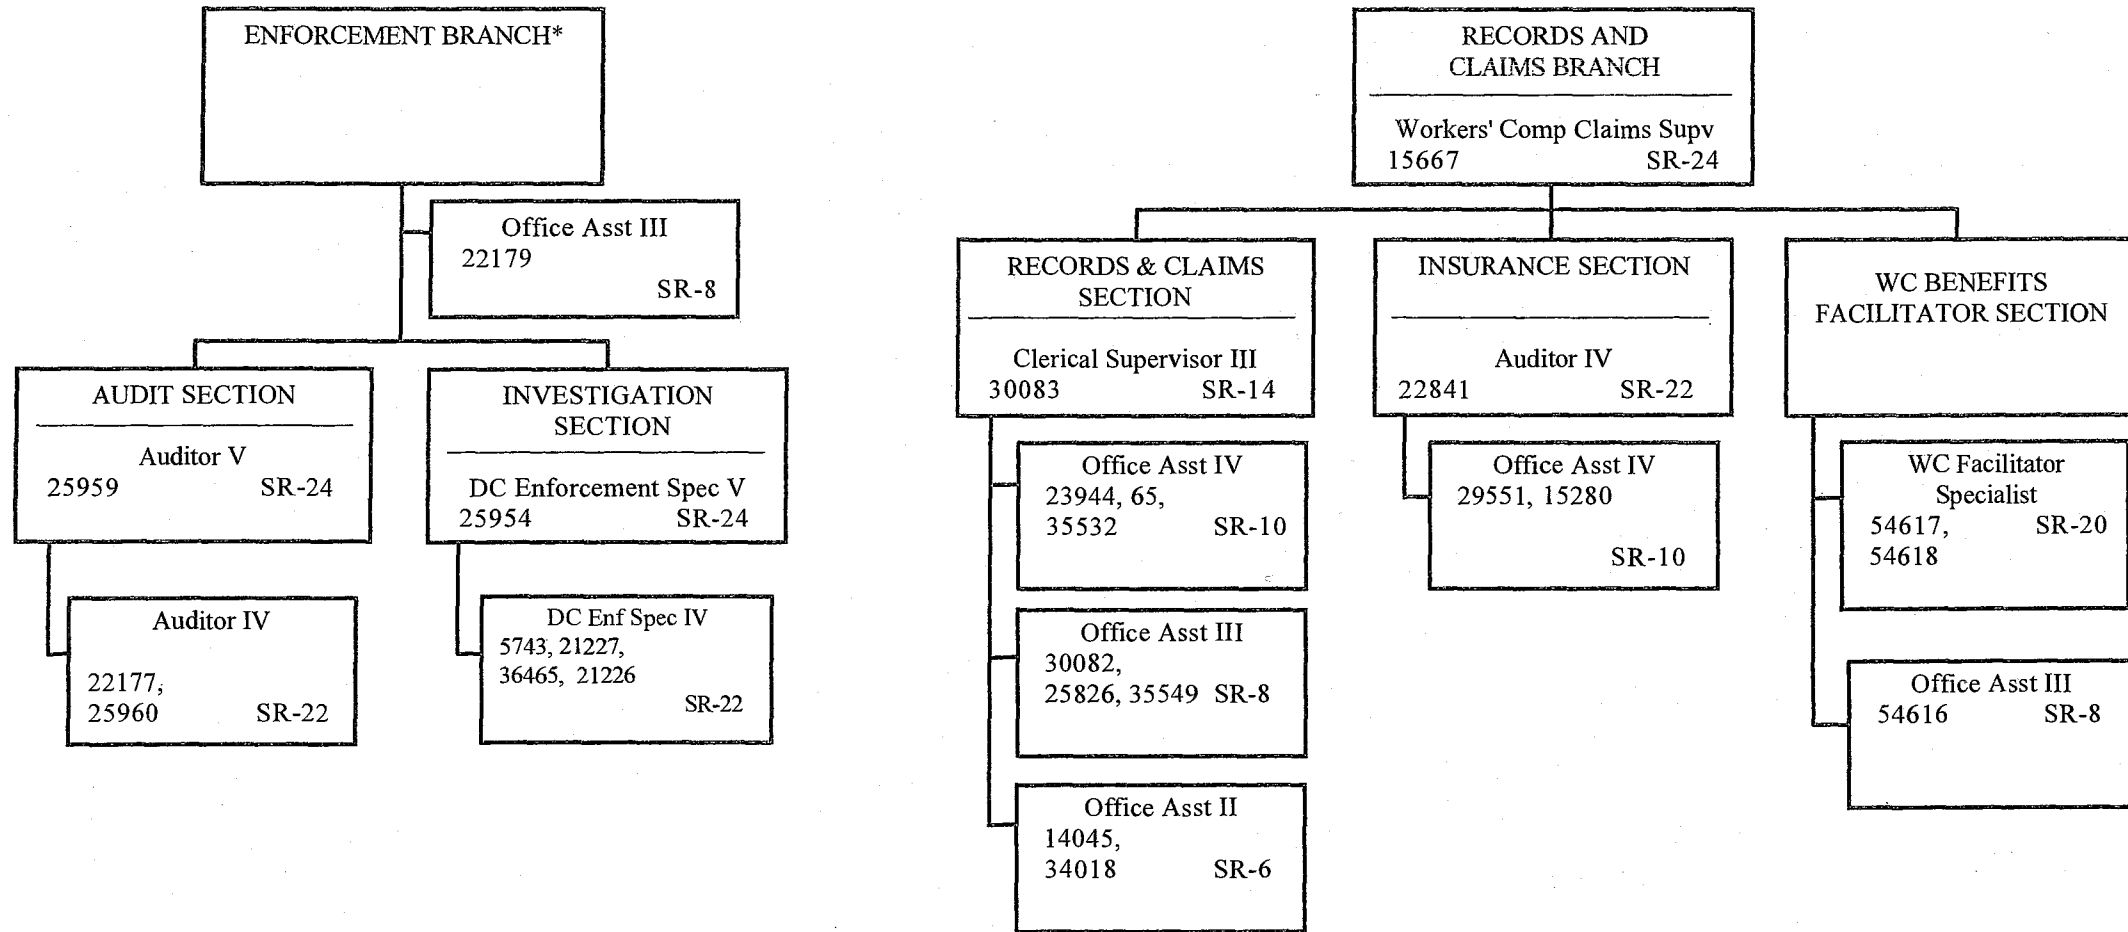 ENFORCEMENT BRANCH*
Office Asst III
22179
SR-8
AUDIT SECTION
Auditor V
25959 SR-24
Auditor IV
22177,
25960 SR-22
INVESTIGATION
SECTION
DC Enforcement Spec V
25954 SR-24
DC Enf Spec IV
5743, 21227,
36465, 21226
SR-22
RECORDS AND
CLAIMS BRANCH
Workers' Comp Claims Supv
15667 SR-24
RECORDS & CLAIMS
SECTION
Clerical Supervisor III
30083 SR-14
Office Asst IV
23944, 65,
35532 SR-10
Office Asst III
30082,
25826, 35549 SR-8
Office Asst II
14045,
34018 SR-6
INSURANCE SECTION
Auditor IV
22841 SR-22
Office Asst IV
29551, 15280
SR-10
WC BENEFITS
FACILITATOR SECTION
WC Facilitator
Specialist
54617, SR-20
54618
Office Asst III
54616 SR-8